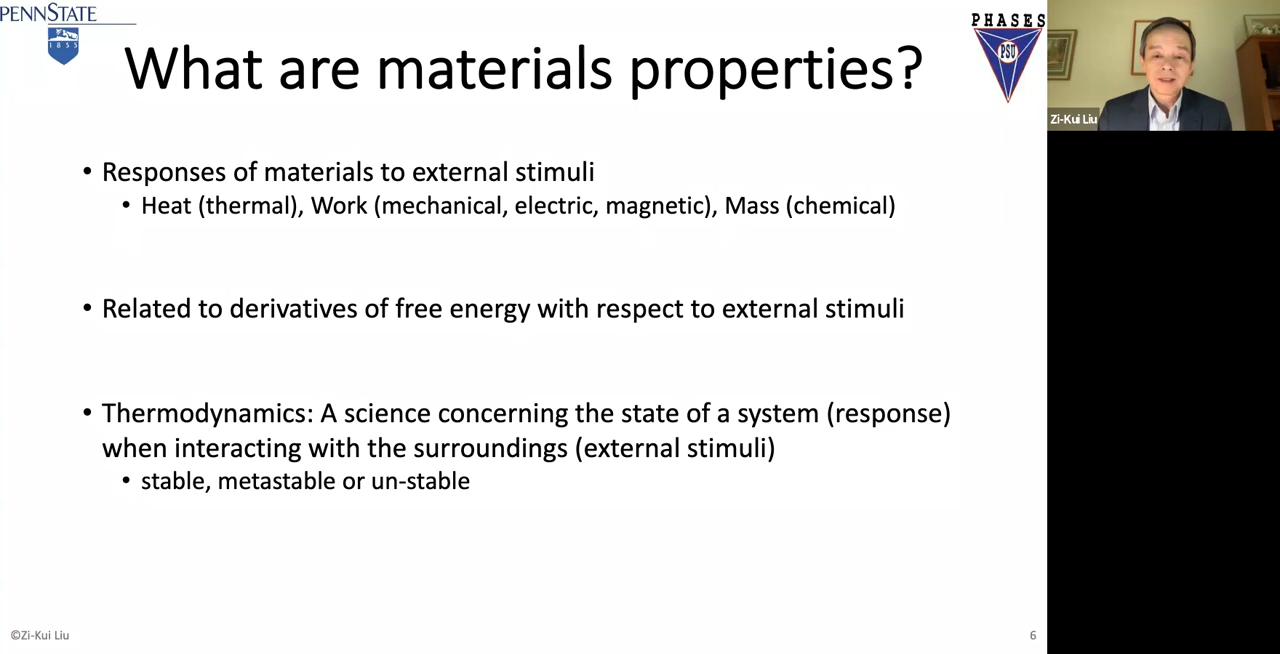 PENNSTATE
1855
What are materials properties?
PHASES
PSU
Zi-Kui Liu
• Responses of materials to external stimuli
• Heat (thermal), Work (mechanical, electric, magnetic), Mass (chemical)
• Related to derivatives of free energy with respect to external stimuli
• Thermodynamics: A science concerning the state of a system (response)
when interacting with the surroundings (external stimuli)
• stable, metastable or un-stable
©Zi-Kui Liu
6